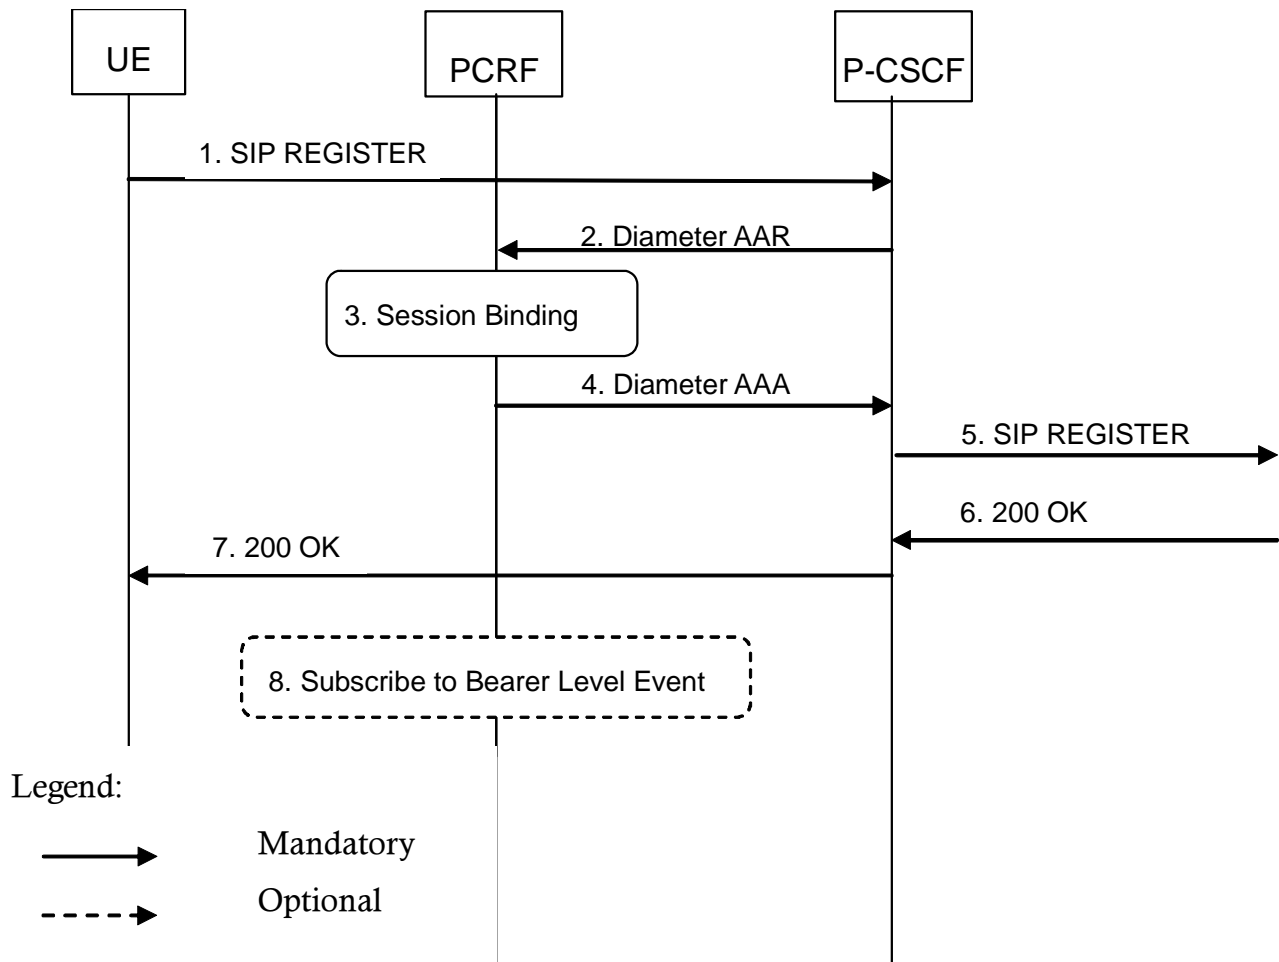 UE
PCRF
P-CSCF
1. SIP REGISTER
2. Diameter AAR
3. Session Binding
4. Diameter AAA
5. SIP REGISTER
6. 200 OK
7. 200 OK
8. Subscribe to Bearer Level Event
Legend:
Mandatory
Optional